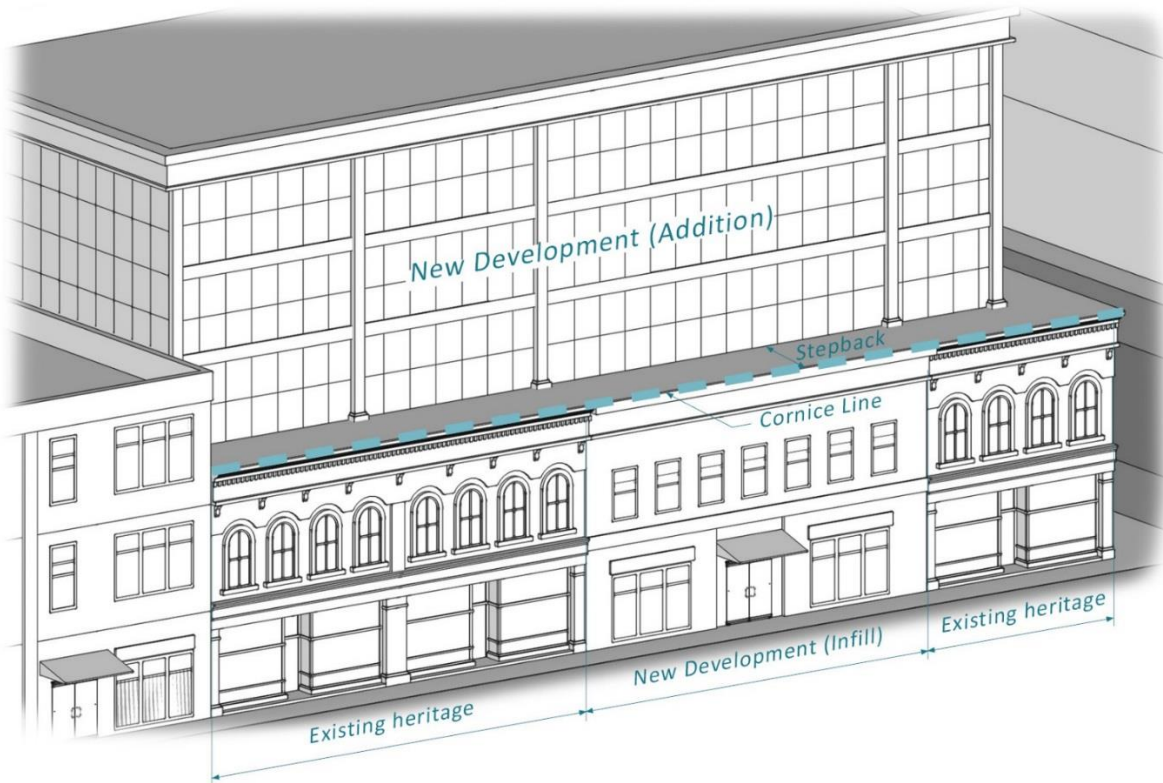 New Development (Addition)
Stepback
Cornice Line
Existing heritage
New Development (Infill)
Existing heritage